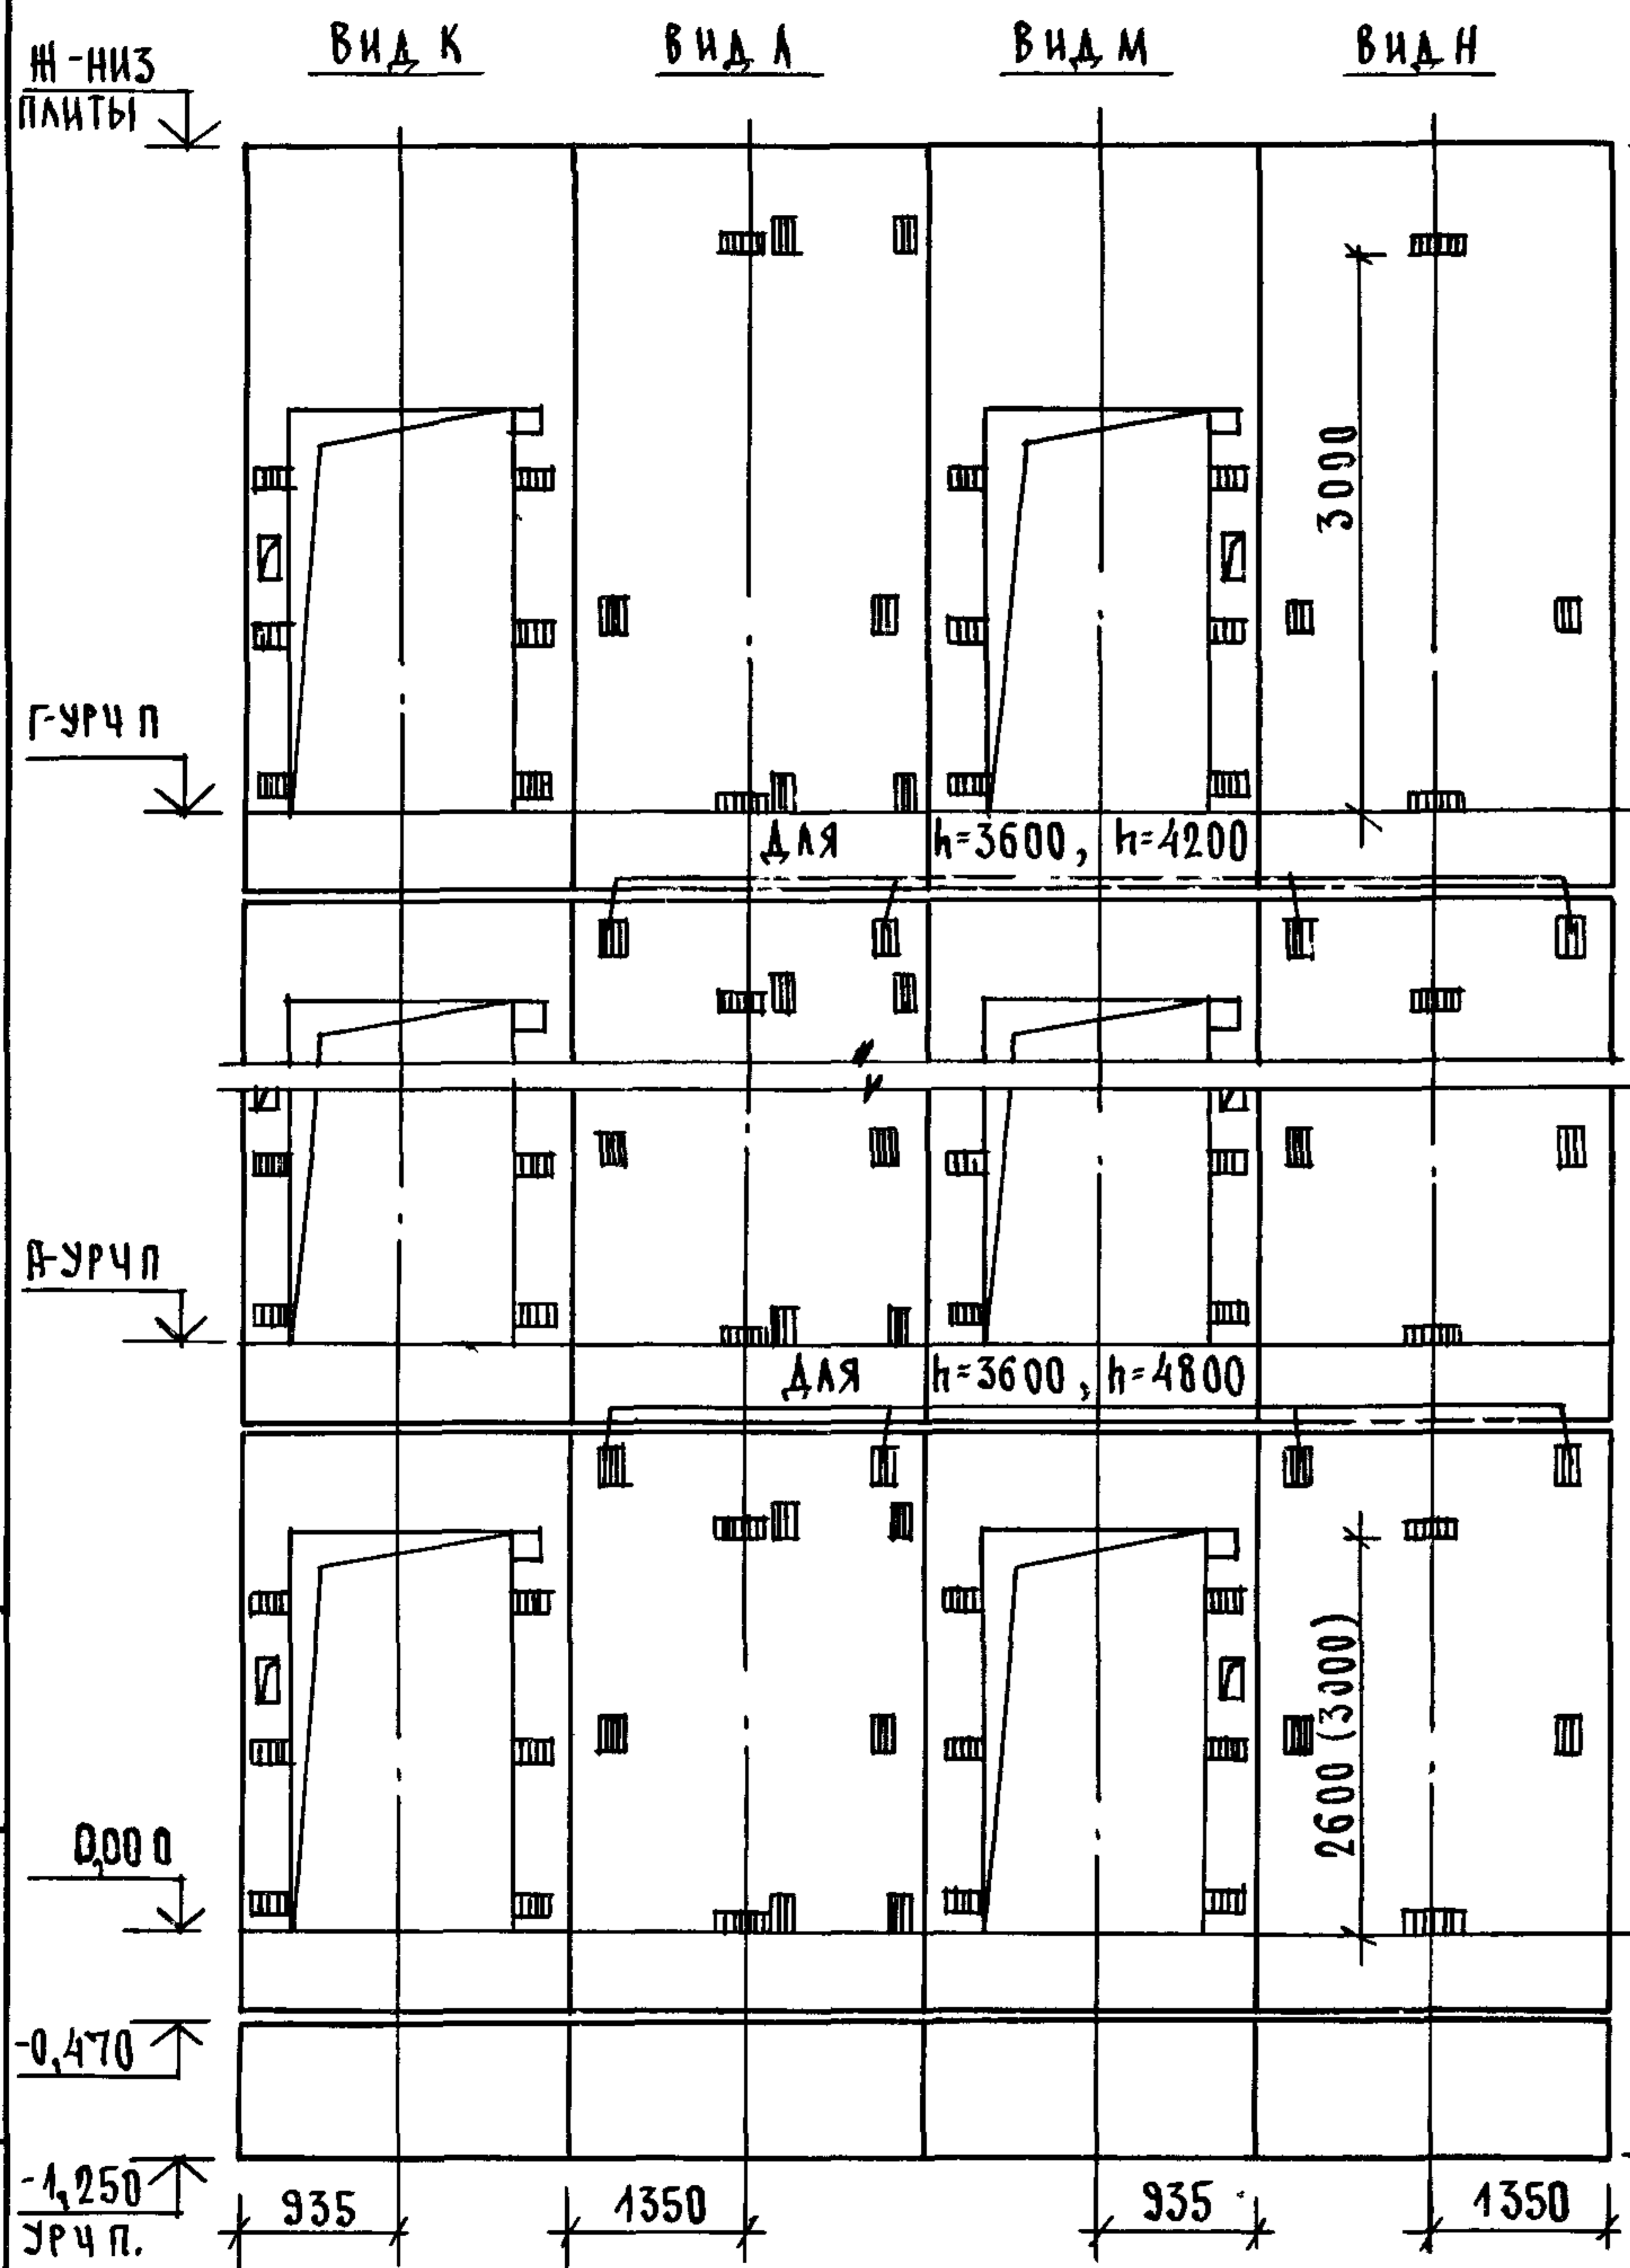 ВИД К
ВИД Л
ВИД М
ВИД Н
Ж-НИЗ
ПЛИТЫ
3000
Г-УРЧ П
ДЛЯ h=3600, h=4200
А-УРЧ П
ДЛЯ h=3600, h=4800
2600 (3000)
0,000
-0,470
-1,250
УРЧ П.
935
1350
935
1350